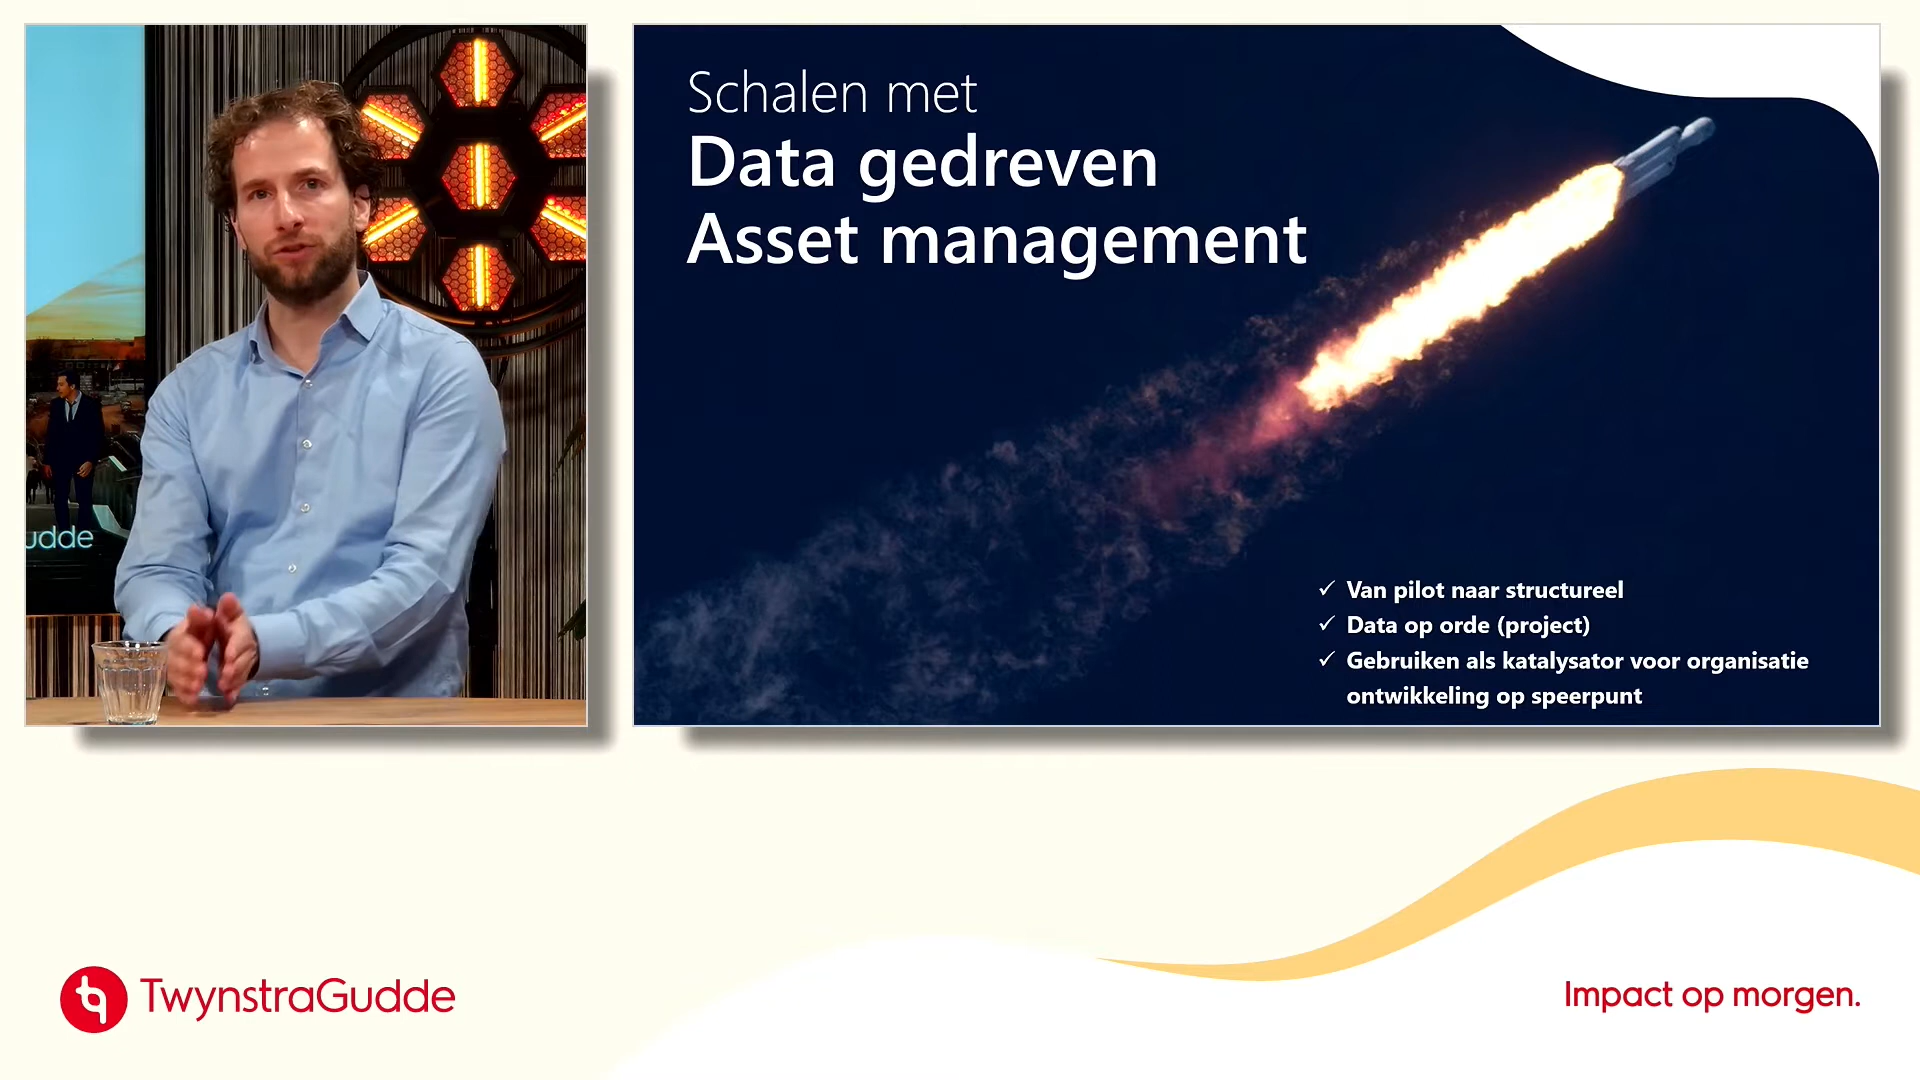 Schalen met
Data gedreven
Asset management
✓ Van pilot naar structureel
✓ Data op orde (project)
✓ Gebruiken als katalysator voor organisatie
ontwikkeling op speerpunt
udde
TwynstraGudde
Impact op morgen.